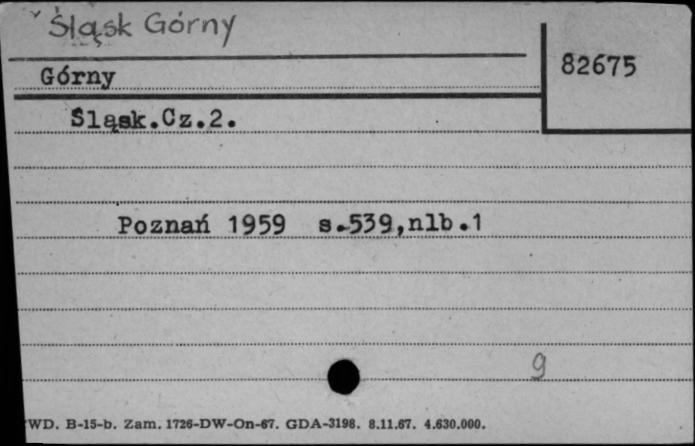 Śląsk Górny
82675
Górny
Śląsk.Cz.2.
Poznań 1959 s.539,nlb.1
9
WD. B-15-b. Zam. 1726-DW-On-67. GDA-3198. 8.11.67. 4.630.000.